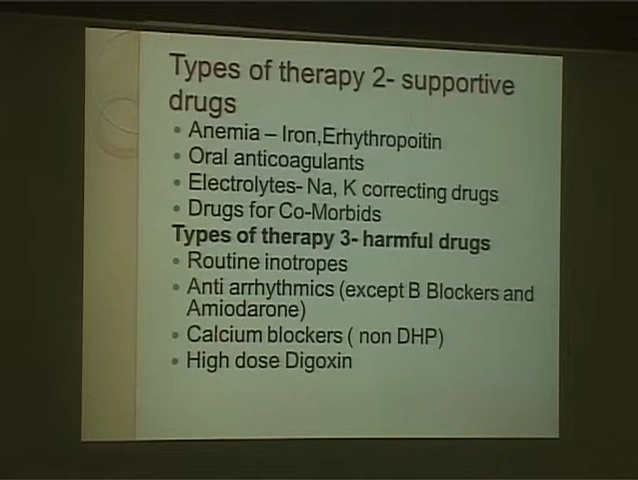 Types of therapy 2- supportive
drugs
• Anemia – Iron,Erhythropoitin
• Oral anticoagulants
• Electrolytes- Na, K correcting drugs
• Drugs for Co-Morbids
Types of therapy 3- harmful drugs
• Routine inotropes
• Anti arrhythmics (except B Blockers and
Amiodarone)
• Calcium blockers ( non DHP)
• High dose Digoxin